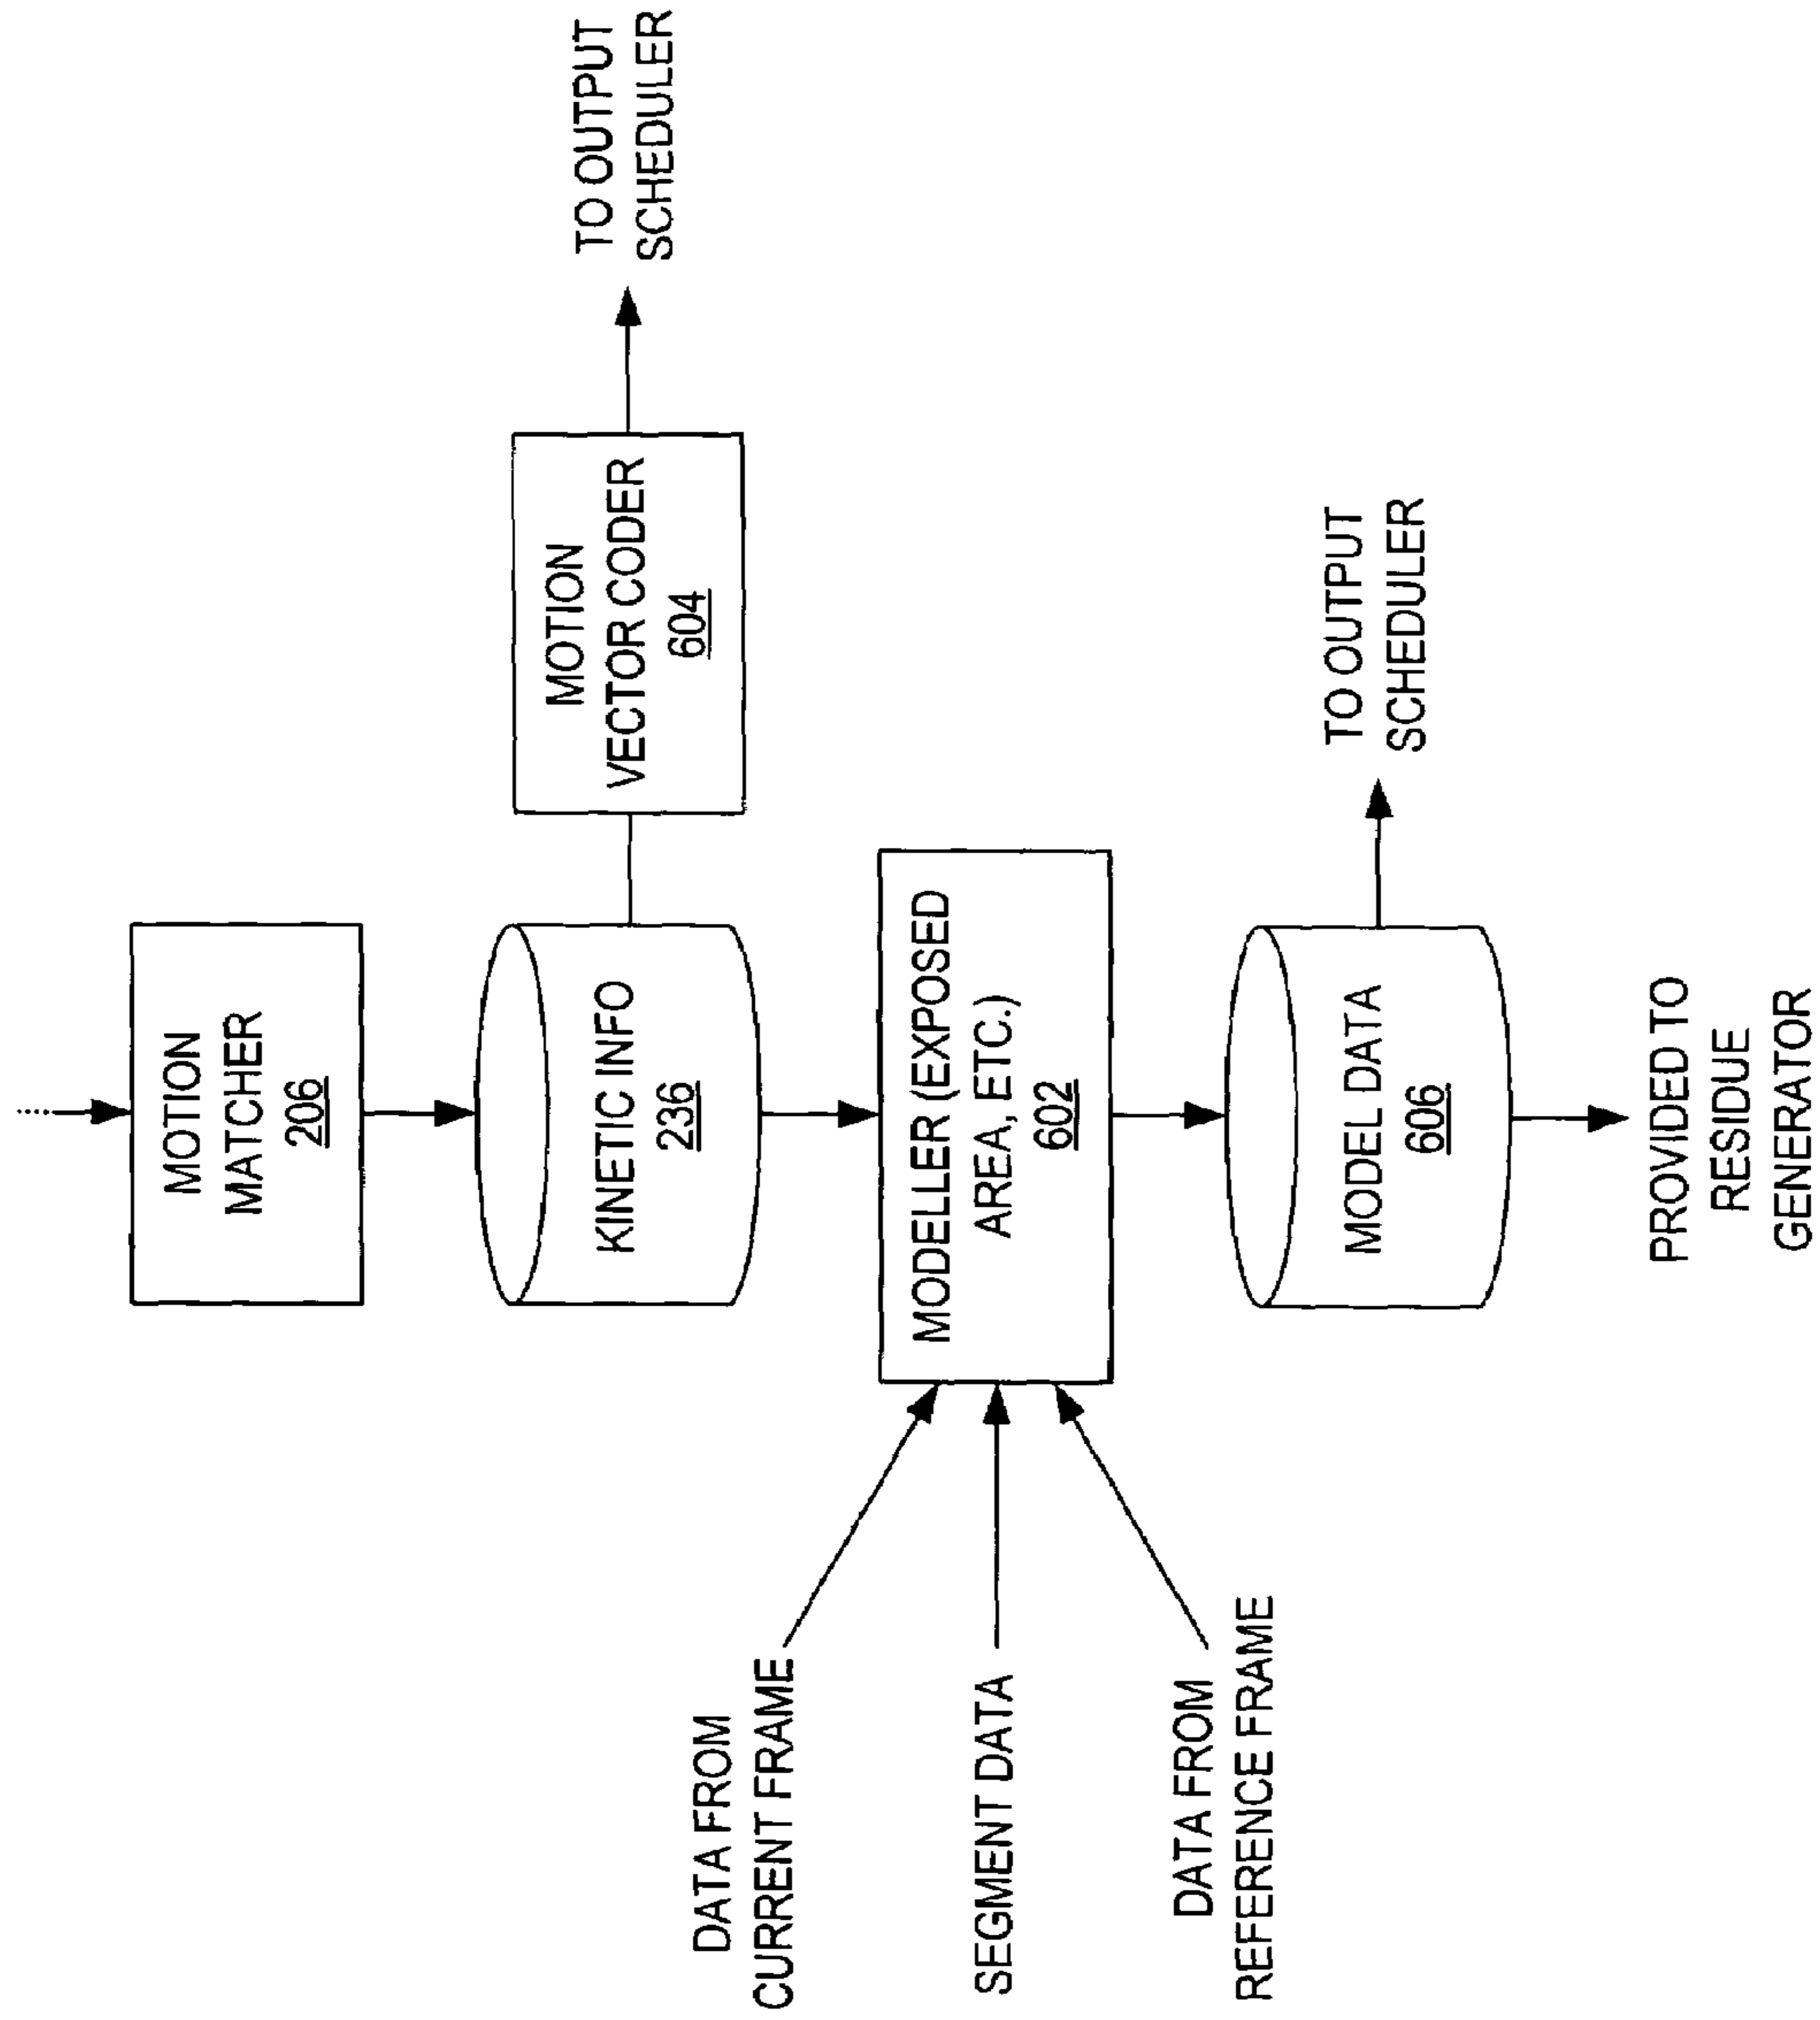 MOTION
MATCHER
206
KINETIC INFO
236
MOTION
VECTOR CODER
604
TO OUTPUT
SCHEDULER
DATA FROM
CURRENT FRAME
SEGMENT DATA
DATA FROM
REFERENCE FRAME
MODELLER (EXPOSED
AREA, ETC.)
602
MODEL DATA
606
TO OUTPUT
SCHEDULER
PROVIDED TO
RESIDUE
GENERATOR